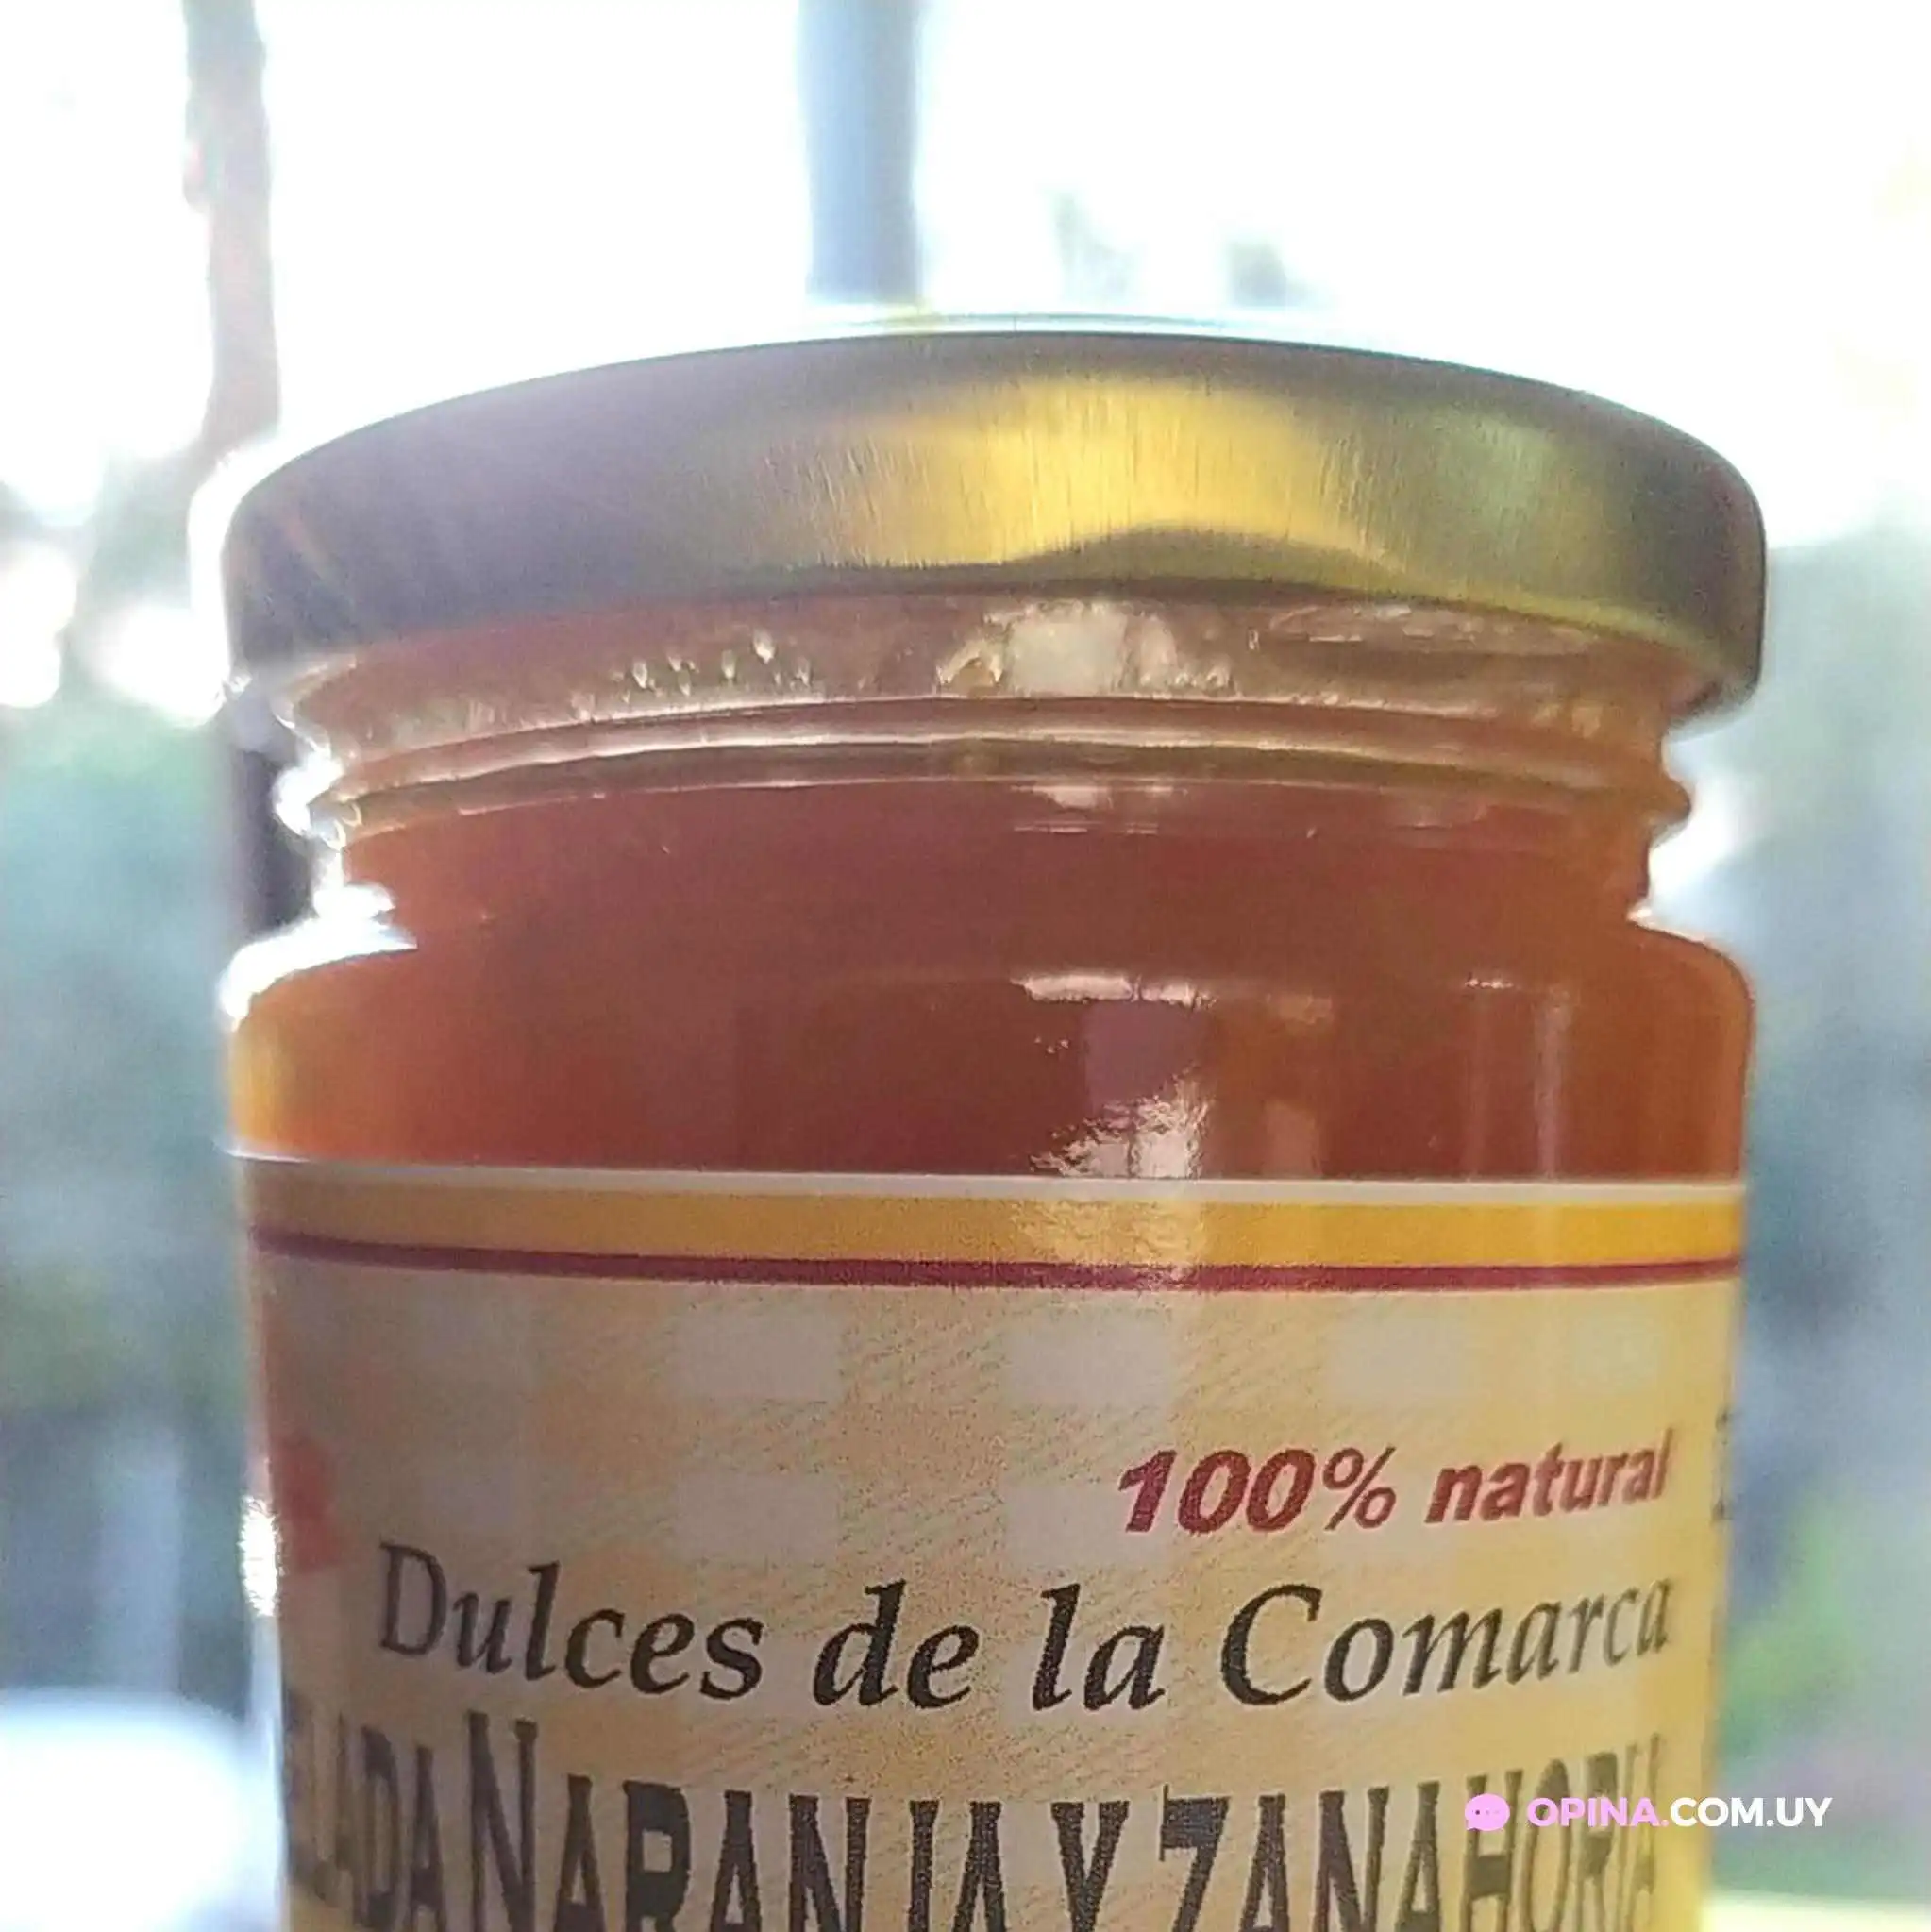 100% natural
Dulces de la Comarca
NARANJA Y ZANAHORIA
OPINA.COM.UY